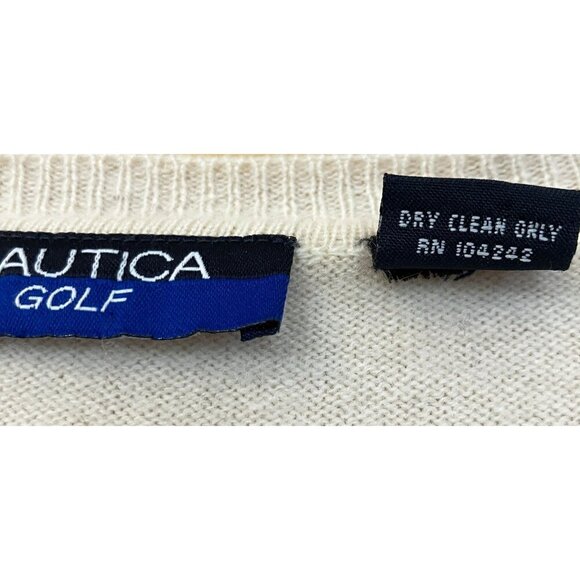 AUTICA
GOLF
DRY CLEAN ONLY
RN 104242